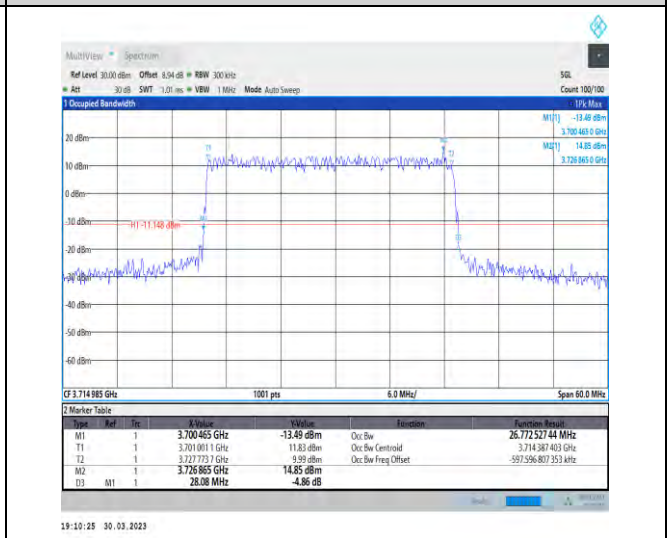 MultiView Spectrum
Ref Level 30.00 dBm Offset 8.94 dB RBW 300 kHz SGL
Att 30 dB SWT 1.01 ms VBW 1 MHz Mode Auto Sweep Count 100/100
1 Occupied Bandwidth 1Pk Max
M1[1] -13.49 dBm
3.700 465 0 GHz
M2[1] 14.85 dBm
3.726 865 0 GHz
20 dBm
10 dBm
0 dBm
-10 dBm
H1 -11.148 dBm
-20 dBm
-30 dBm
-40 dBm
-50 dBm
-60 dBm
T1
M2
T2
M1
D3
CF 3.714 985 GHz 1001 pts 6.0 MHz/ Span 60.0 MHz
2 Marker Table
Type Ref Trc X-Value Y-Value Function Function Result
M1 1 3.700 465 GHz -13.49 dBm Occ Bw 26.772 527 44 MHz
T1 1 3.701 001 1 GHz 11.83 dBm Occ Bw Centroid 3.714 387 403 GHz
T2 1 3.727 773 7 GHz 9.99 dBm Occ Bw Freq Offset -597.596 807 353 kHz
M2 1 3.726 865 GHz 14.85 dBm
D3 M1 1 28.08 MHz -4.86 dB
19:10:25 30.03.2023